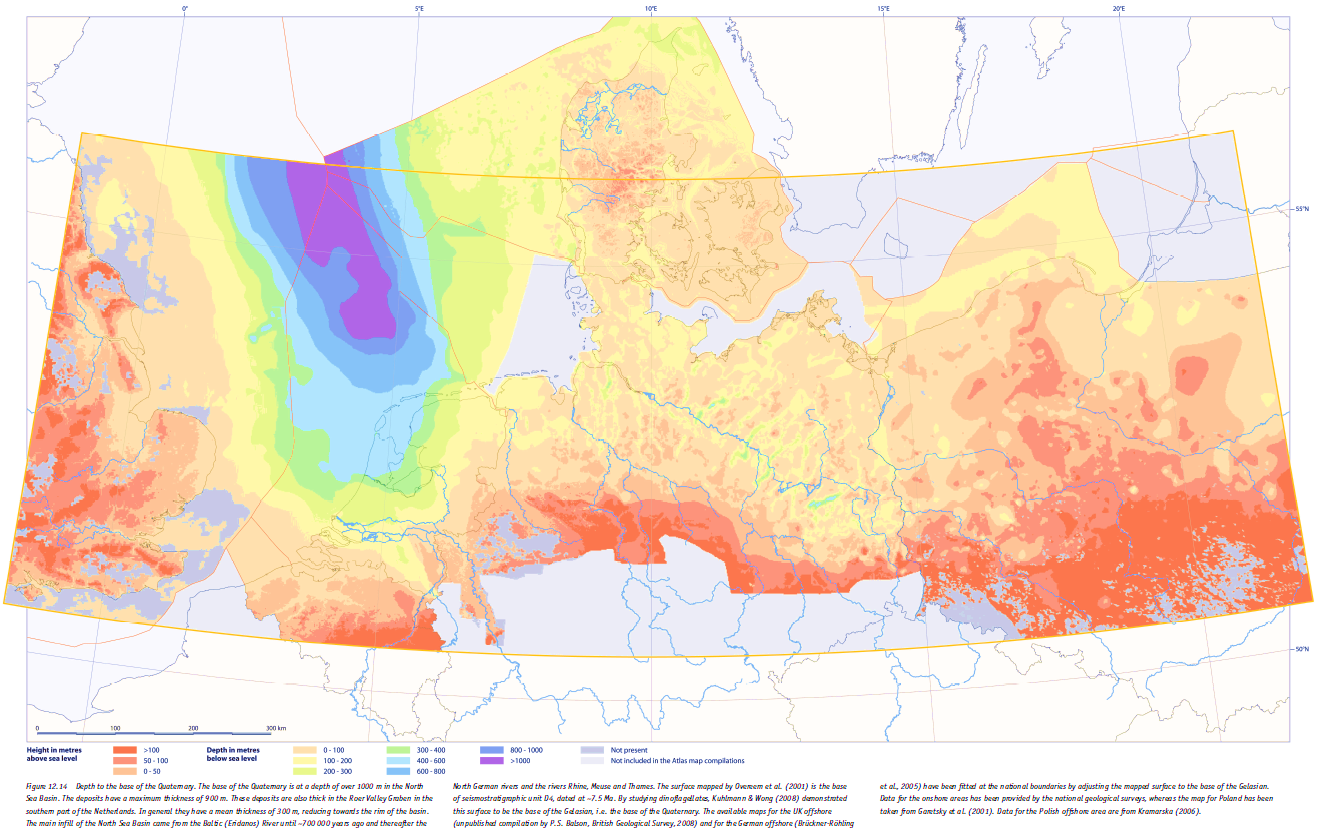 0°
5°E
10°E
15°E
20°E
55°N
50°N
0 100 200 300 km
Height in metres above sea level
>100
50 - 100
0 - 50
Depth in metres below sea level
0 - 100
100 - 200
200 - 300
300 - 400
400 - 600
600 - 800
800 - 1000
>1000
Not present
Not included in the Atlas map compilations
Figure 12.14 Depth to the base of the Quaternary. The base of the Quaternary is at a depth of over 1000 m in the North
Sea Basin. The deposits have a maximum thickness of 900 m. These deposits are also thick in the Roer Valley Graben in the
southern part of the Netherlands. In general they have a mean thickness of 300 m, reducing towards the rim of the basin.
The main infill of the North Sea Basin came from the Baltic (Eridanos) River until ~700 000 years ago and thereafter the
North German rivers and the rivers Rhine, Meuse and Thames. The surface mapped by Overeem et al. (2001) is the base
of seismostratigraphic unit D4, dated at ~7.5 Ma. By studying dinoflagellates, Kuhlmann & Wong (2008) demonstrated
this surface to be the base of the Gelasian, i.e. the base of the Quaternary. The available maps for the UK offshore
(unpublished compilation by P.S. Balson, British Geological Survey, 2008) and for the German offshore (Brückner-Röhling
et al., 2005) have been fitted at the national boundaries by adjusting the mapped surface to the base of the Gelasian.
Data for the onshore areas has been provided by the national geological surveys, whereas the map for Poland has been
taken from Garetsky et al. (2001). Data for the Polish offshore area are from Kramarska (2006).